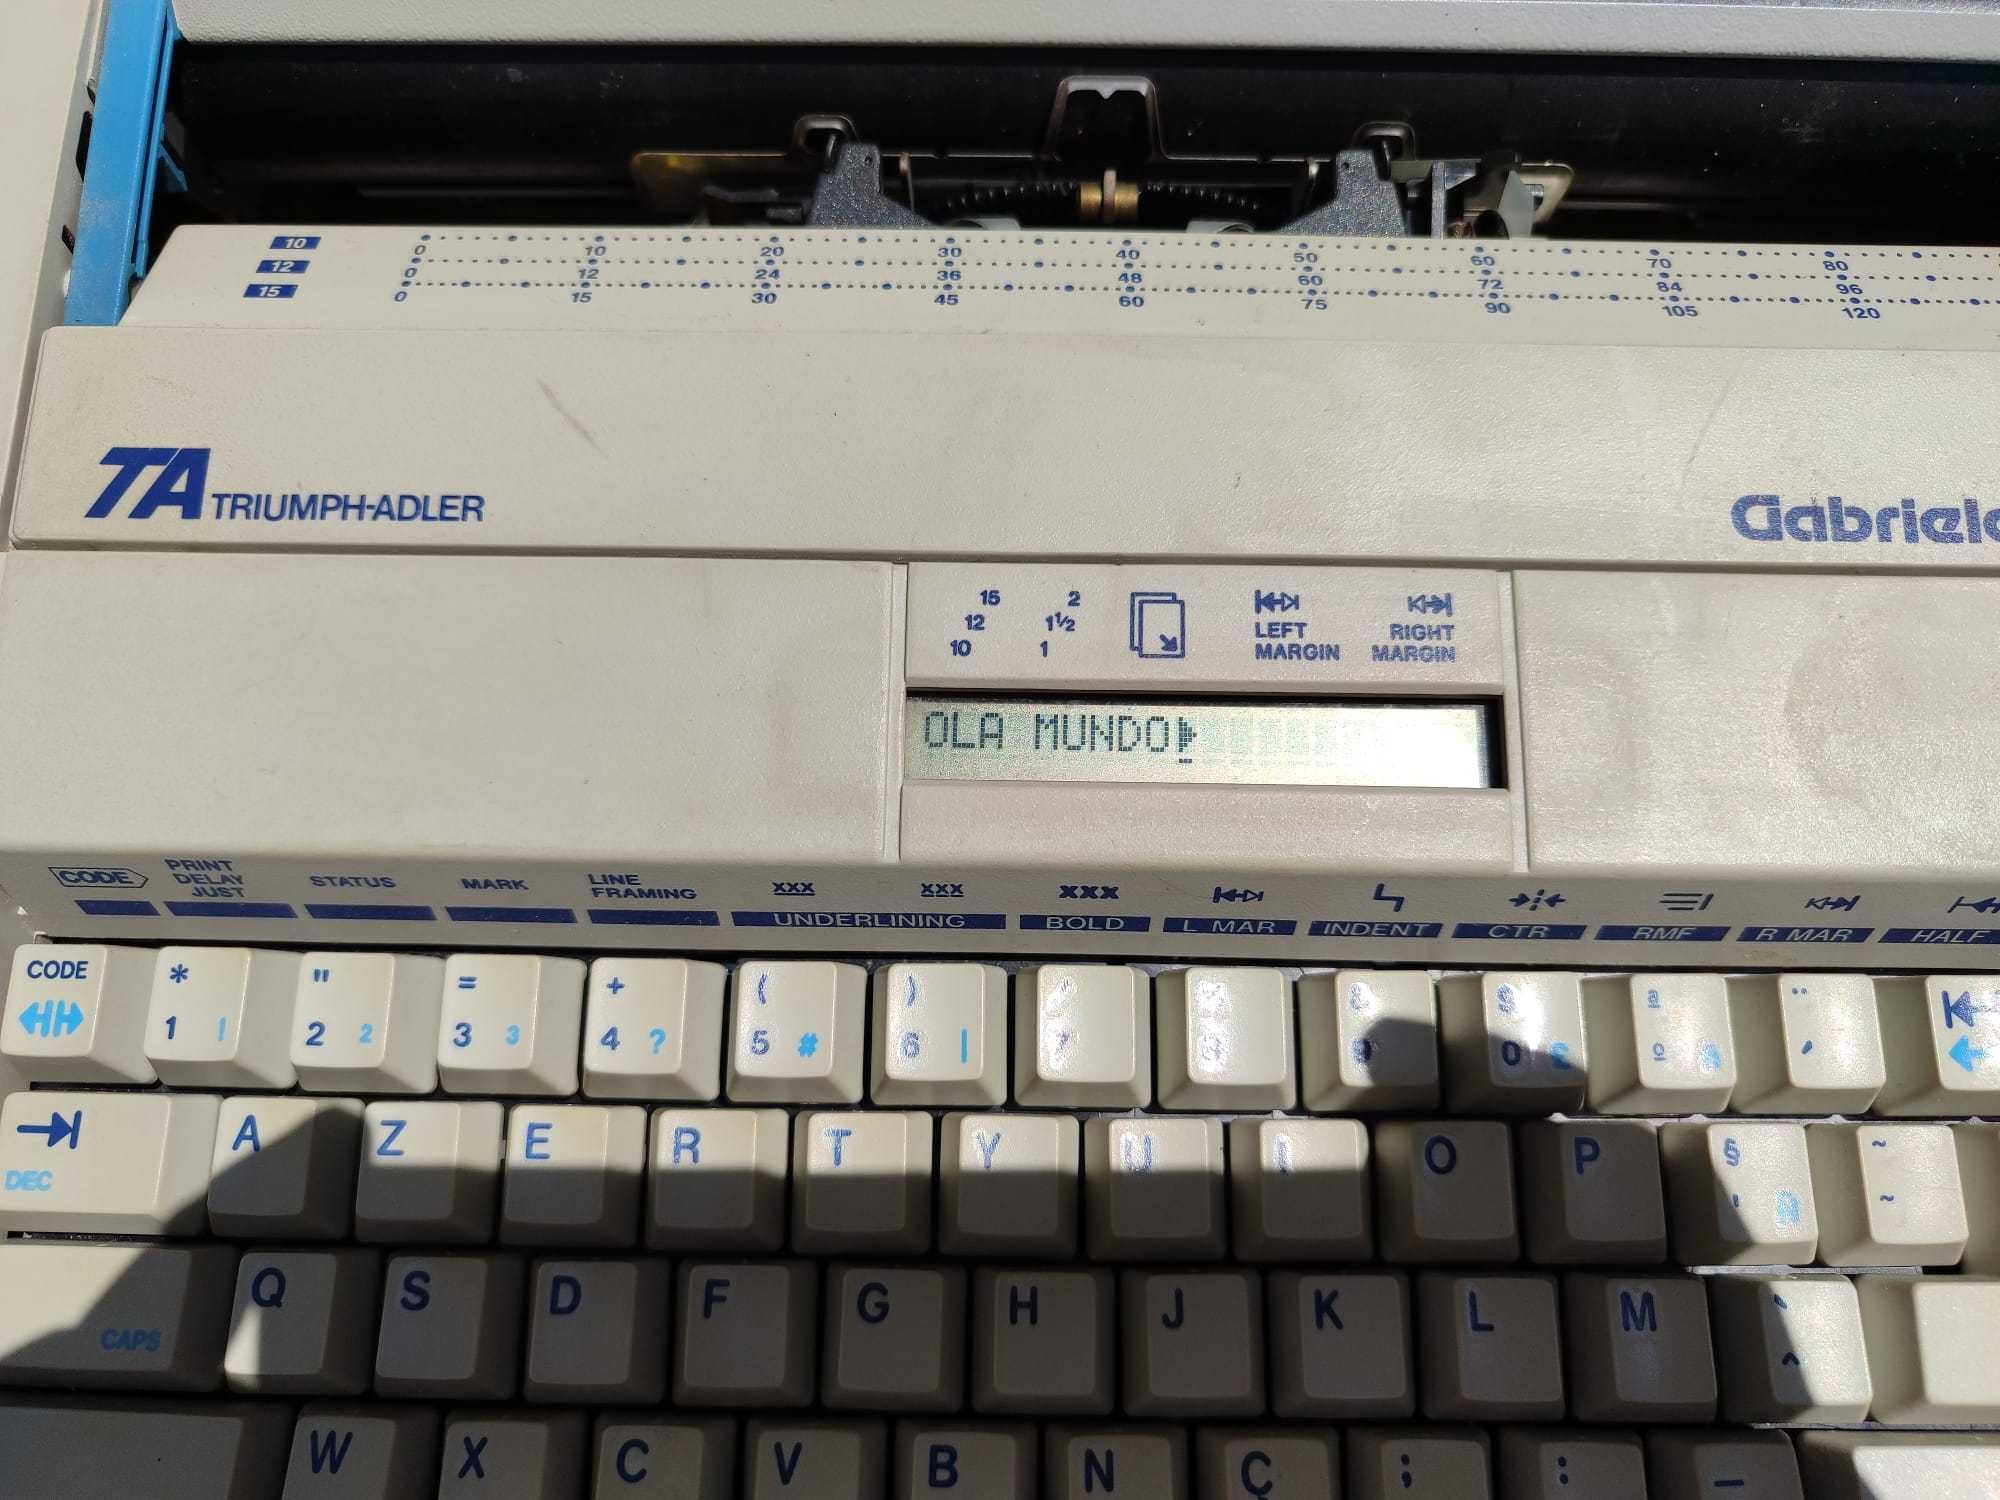 10 0 10 20 30 40 50 60 70 80
12 0 12 24 36 48 60 72 84 96
15 0 15 30 45 60 75 90 105 120
TA TRIUMPH-ADLER
15 2
12 1½
10 1
LEFT MARGIN
RIGHT MARGIN
OLA MUNDO
CODE
PRINT DELAY JUST
STATUS
MARK
LINE FRAMING
xxx xxx
UNDERLINING
xxx
BOLD
L MAR
INDENT
CTR
RMF
R MAR
HALF
CODE
* 1 !
" 2 2
= 3 3
+ 4 ?
( 5 #
) 6 |
7
9
0 £
ª º
¨ ´
DEC
A Z E R T Y U I O P
§ '
~ ~
CAPS
Q S D F G H J K L M
` ^
W X C V B N Ç ; : _